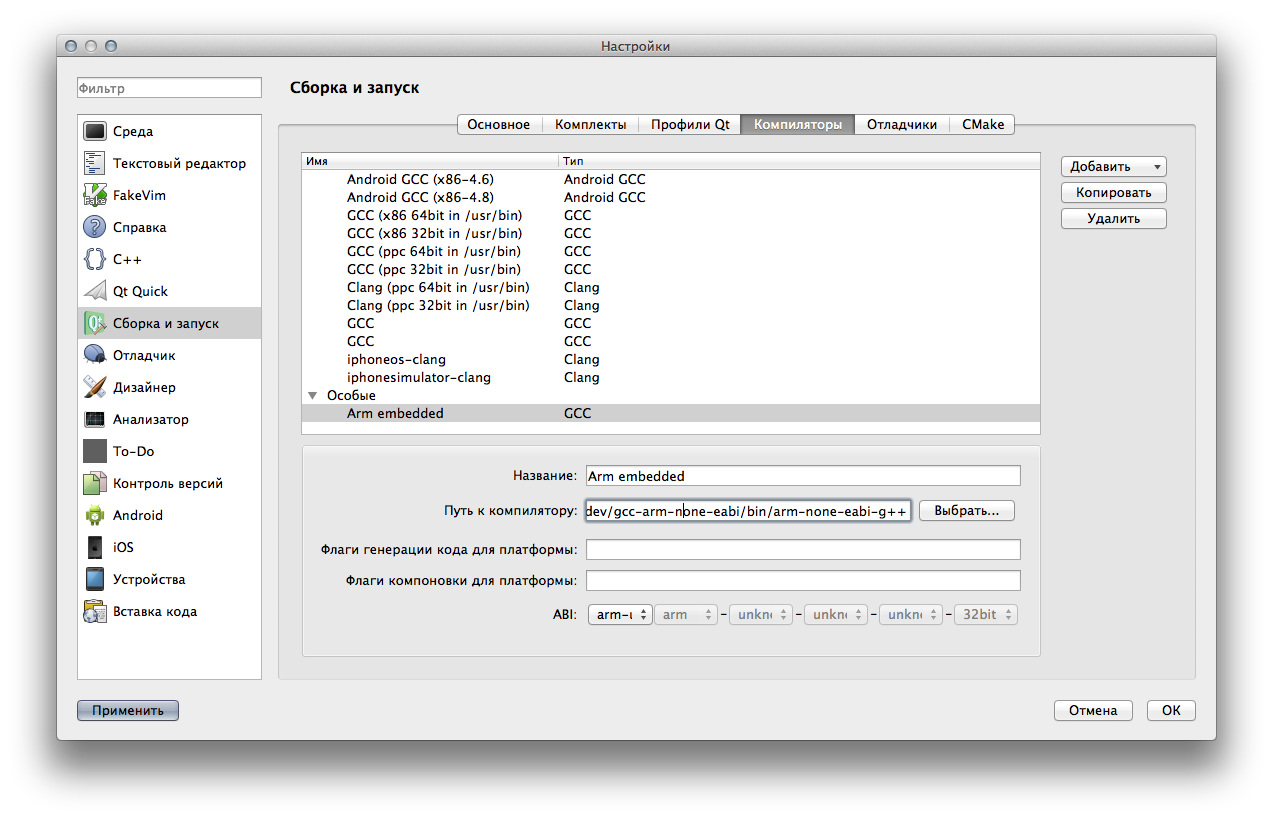 Настройки
Фильтр
Сборка и запуск
Среда
Текстовый редактор
FakeVim
Справка
C++
Qt Quick
Сборка и запуск
Отладчик
Дизайнер
Анализатор
To-Do
Контроль версий
Android
iOS
Устройства
Вставка кода
Основное Комплекты Профили Qt Компиляторы Отладчики CMake
Имя Тип
Android GCC (x86-4.6) Android GCC
Android GCC (x86-4.8) Android GCC
GCC (x86 64bit in /usr/bin) GCC
GCC (x86 32bit in /usr/bin) GCC
GCC (ppc 64bit in /usr/bin) GCC
GCC (ppc 32bit in /usr/bin) GCC
Clang (ppc 64bit in /usr/bin) Clang
Clang (ppc 32bit in /usr/bin) Clang
GCC GCC
GCC GCC
iphoneos-clang Clang
iphonesimulator-clang Clang
Особые
Arm embedded GCC
Добавить
Копировать
Удалить
Название: Arm embedded
Путь к компилятору: dev/gcc-arm-none-eabi/bin/arm-none-eabi-g++ Выбрать...
Флаги генерации кода для платформы:
Флаги компоновки для платформы:
ABI: arm-u arm - unkno - unkno - unkno - 32bit
Применить Отмена OK